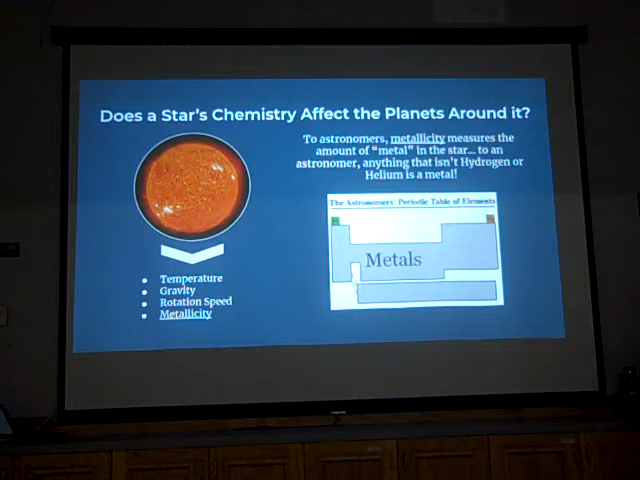 Does a Star's Chemistry Affect the Planets Around it?
To astronomers, metallicity measures the
amount of "metal" in the star... to an
astronomer, anything that isn't Hydrogen or
Helium is a metal!
The Astronomers' Periodic Table of Elements
Metals
• Temperature
• Gravity
• Rotation Speed
• Metallicity